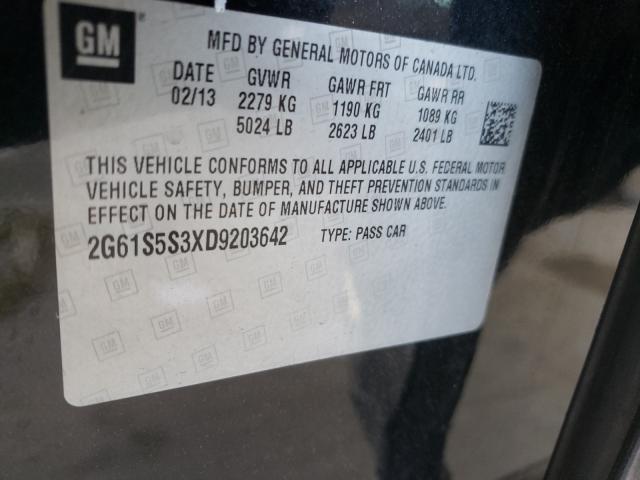 GM
MFD BY GENERAL MOTORS OF CANADA LTD.
DATE GVWR GAWR FRT GAWR RR
02/13 2279 KG 1190 KG 1089 KG
5024 LB 2623 LB 2401 LB
THIS VEHICLE CONFORMS TO ALL APPLICABLE U.S. FEDERAL MOTOR
VEHICLE SAFETY, BUMPER, AND THEFT PREVENTION STANDARDS IN
EFFECT ON THE DATE OF MANUFACTURE SHOWN ABOVE.
2G61S5S3XD9203642 TYPE: PASS CAR